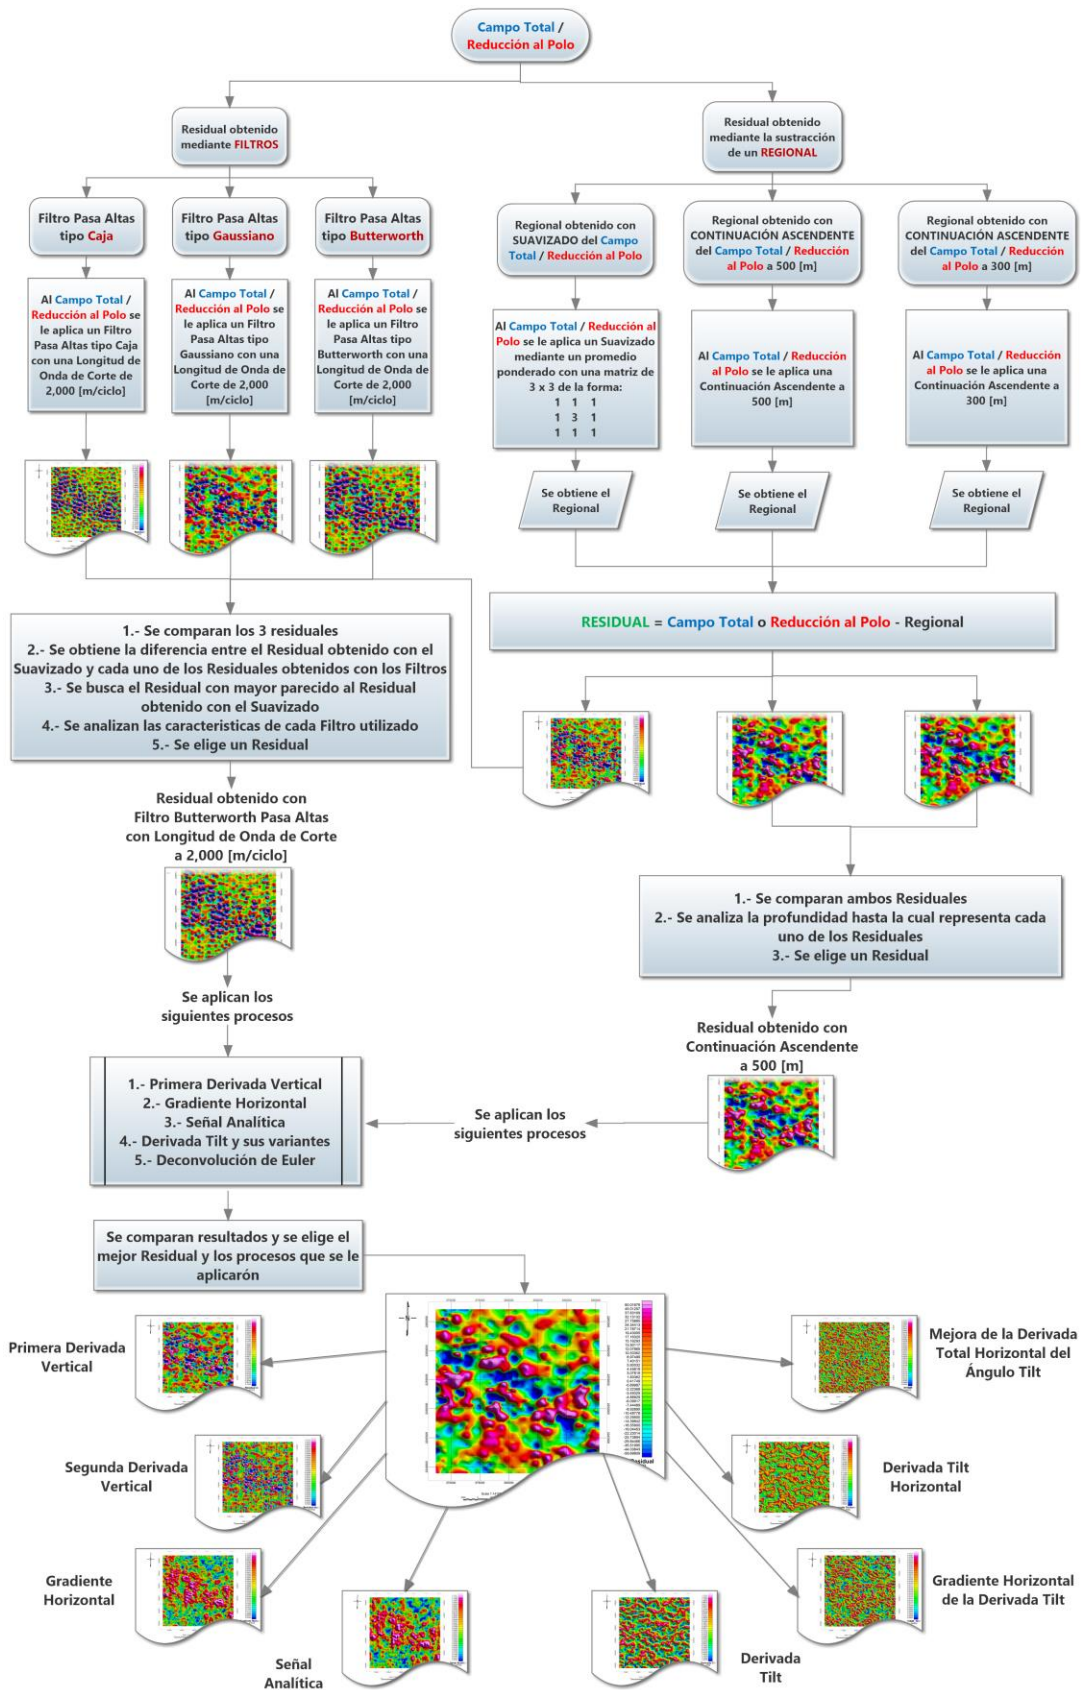 Campo Total /
Reducción al Polo
Residual obtenido
mediante FILTROS
Residual obtenido
mediante la sustracción
de un REGIONAL
Filtro Pasa Altas
tipo Caja
Filtro Pasa Altas
tipo Gaussiano
Filtro Pasa Altas
tipo Butterworth
Regional obtenido con
SUAVIZADO del Campo
Total / Reducción al Polo
Regional obtenido con
CONTINUACIÓN ASCENDENTE
del Campo Total / Reducción
al Polo a 500 [m]
Regional obtenido con
CONTINUACIÓN ASCENDENTE
del Campo Total / Reducción
al Polo a 300 [m]
Al Campo Total /
Reducción al Polo se
le aplica un Filtro
Pasa Altas tipo Caja
con una Longitud de
Onda de Corte de
2,000 [m/ciclo]
Al Campo Total /
Reducción al Polo se
le aplica un Filtro
Pasa Altas tipo
Gaussiano con una
Longitud de Onda de
Corte de 2,000
[m/ciclo]
Al Campo Total /
Reducción al Polo se
le aplica un Filtro
Pasa Altas tipo
Butterworth con una
Longitud de Onda de
Corte de 2,000
[m/ciclo]
Al Campo Total / Reducción al
Polo se le aplica un Suavizado
mediante un promedio
ponderado con una matriz de
3 x 3 de la forma:
1 1 1
1 3 1
1 1 1
Al Campo Total / Reducción
al Polo se le aplica una
Continuación Ascendente a
500 [m]
Al Campo Total / Reducción
al Polo se le aplica una
Continuación Ascendente a
300 [m]
Se obtiene el
Regional
Se obtiene el
Regional
Se obtiene el
Regional
RESIDUAL = Campo Total o Reducción al Polo - Regional
1.- Se comparan los 3 residuales
2.- Se obtiene la diferencia entre el Residual obtenido con el
Suavizado y cada uno de los Residuales obtenidos con los Filtros
3.- Se busca el Residual con mayor parecido al Residual
obtenido con el Suavizado
4.- Se analizan las caracteristicas de cada Filtro utilizado
5.- Se elige un Residual
Residual obtenido con
Filtro Butterworth Pasa Altas
con Longitud de Onda de Corte
a 2,000 [m/ciclo]
1.- Se comparan ambos Residuales
2.- Se analiza la profundidad hasta la cual representa cada
uno de los Residuales
3.- Se elige un Residual
Se aplican los
siguientes procesos
Residual obtenido con
Continuación Ascendente
a 500 [m]
1.- Primera Derivada Vertical
2.- Gradiente Horizontal
3.- Señal Analítica
4.- Derivada Tilt y sus variantes
5.- Deconvolución de Euler
Se aplican los
siguientes procesos
Se comparan resultados y se elige el
mejor Residual y los procesos que se le
aplicarón
Primera Derivada
Vertical
Mejora de la Derivada
Total Horizontal del
Ángulo Tilt
Segunda Derivada
Vertical
Derivada Tilt
Horizontal
Gradiente
Horizontal
Gradiente Horizontal
de la Derivada Tilt
Señal
Analítica
Derivada
Tilt